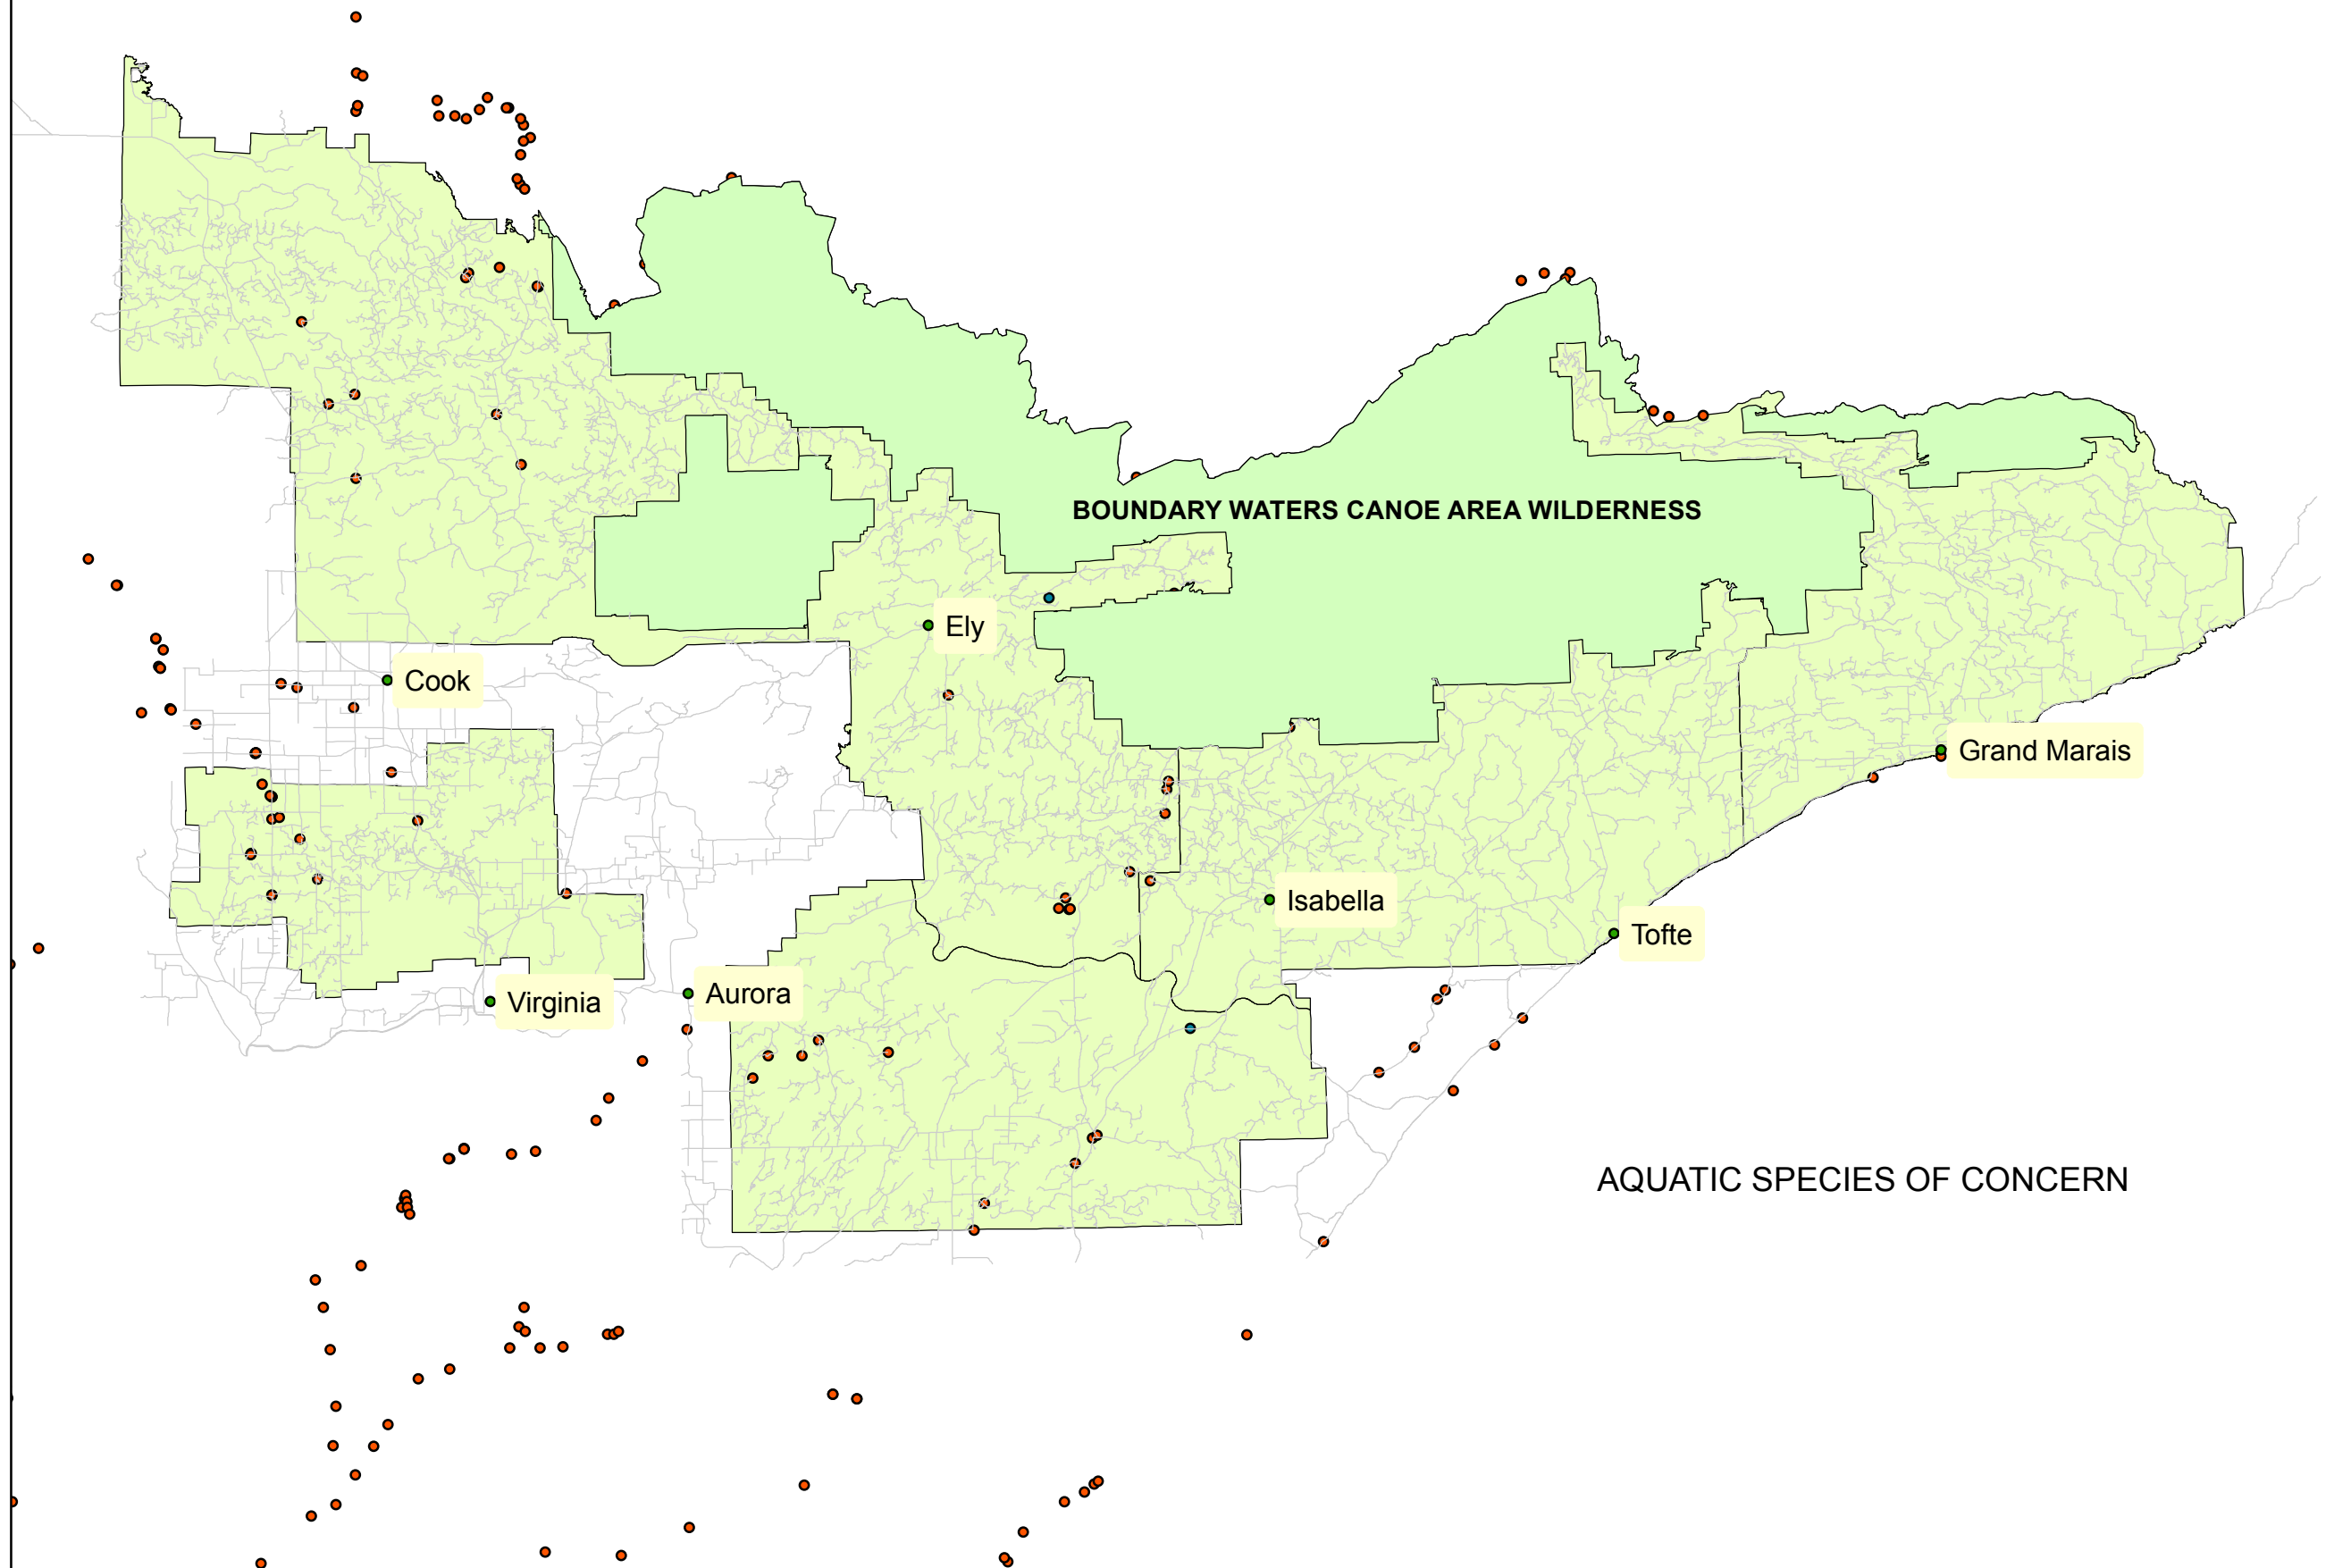 BOUNDARY WATERS CANOE AREA WILDERNESS
Ely
Cook
Grand Marais
Isabella
Tofte
Aurora
Virginia
AQUATIC SPECIES OF CONCERN